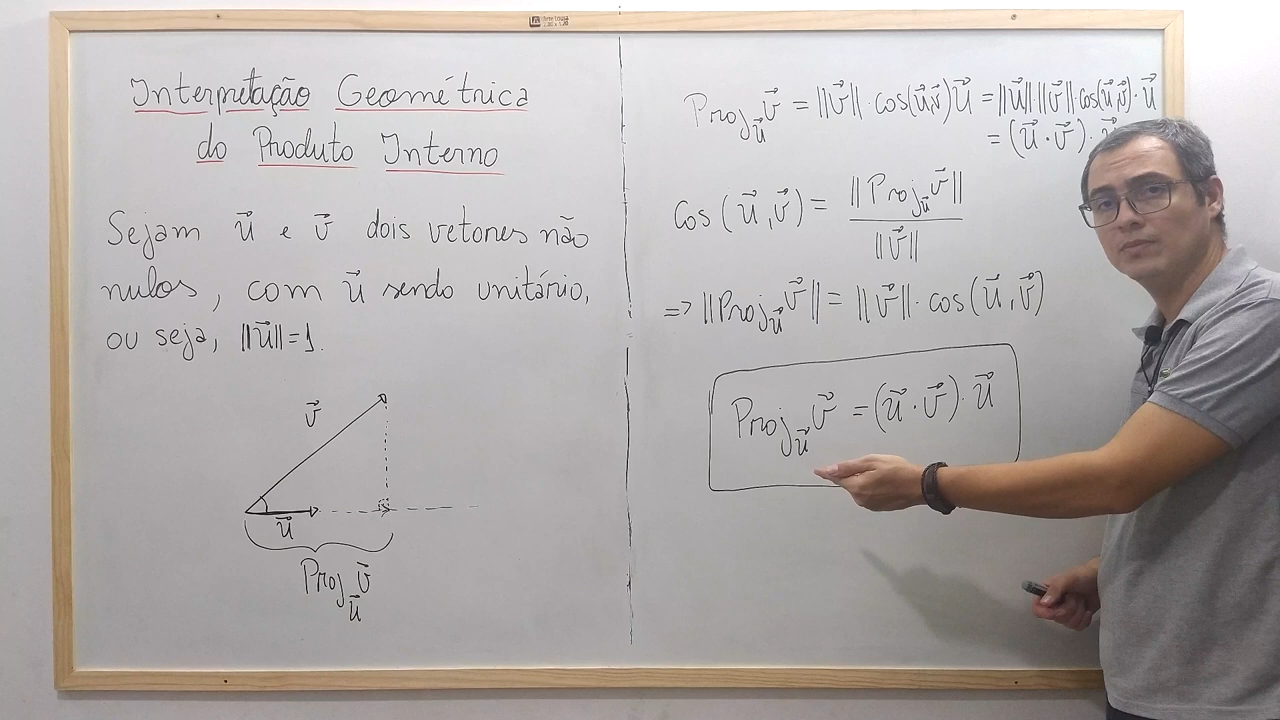 Interpretação Geométrica
do Produto Interno
Sejam u⃗ e v⃗ dois vetores não
nulos, com u⃗ sendo unitário,
ou seja, ||u⃗||=1.
v⃗
u⃗
Proj_u⃗ v⃗
Proj_u⃗ v⃗ = ||v⃗|| · cos(u⃗,v⃗) u⃗ = ||u⃗||·||v⃗||·cos(u⃗,v⃗)· u⃗
= (u⃗ · v⃗) ·
cos(u⃗,v⃗) = ||Proj_u⃗ v⃗|| / ||v⃗||
=> ||Proj_u⃗ v⃗|| = ||v⃗|| · cos(u⃗,v⃗)
Proj_u⃗ v⃗ = (u⃗ · v⃗) · u⃗